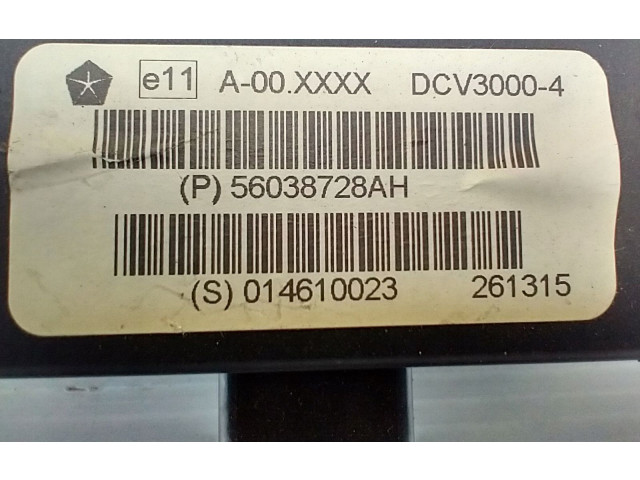 e11 A-00.XXXX DCV3000-4
(P) 56038728AH
(S) 014610023 261315